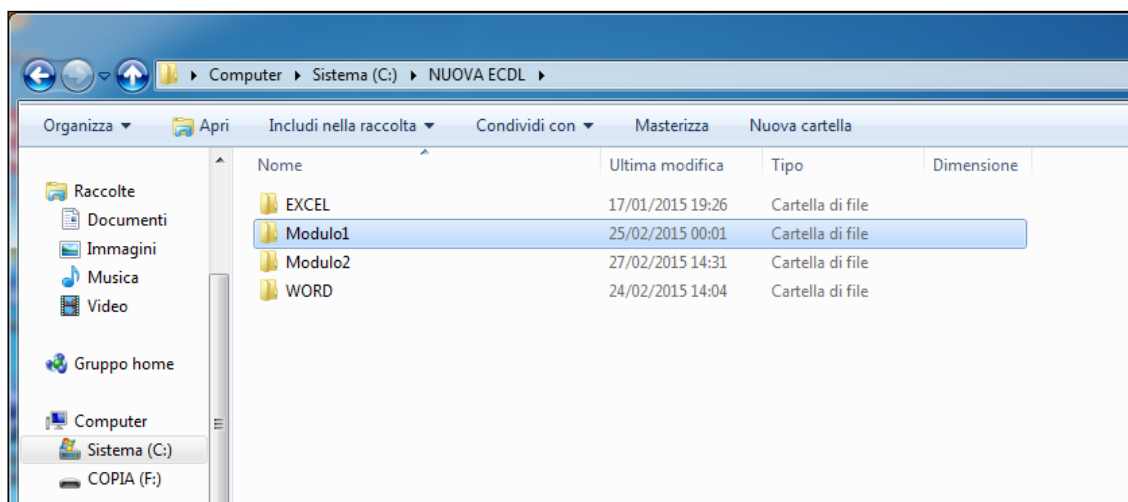 Computer ▸ Sistema (C:) ▸ NUOVA ECDL ▸
Organizza ▾ Apri Includi nella raccolta ▾ Condividi con ▾ Masterizza Nuova cartella
Nome Ultima modifica Tipo Dimensione
Raccolte
Documenti
Immagini
Musica
Video
Gruppo home
Computer
Sistema (C:)
COPIA (F:)
EXCEL 17/01/2015 19:26 Cartella di file
Modulo1 25/02/2015 00:01 Cartella di file
Modulo2 27/02/2015 14:31 Cartella di file
WORD 24/02/2015 14:04 Cartella di file